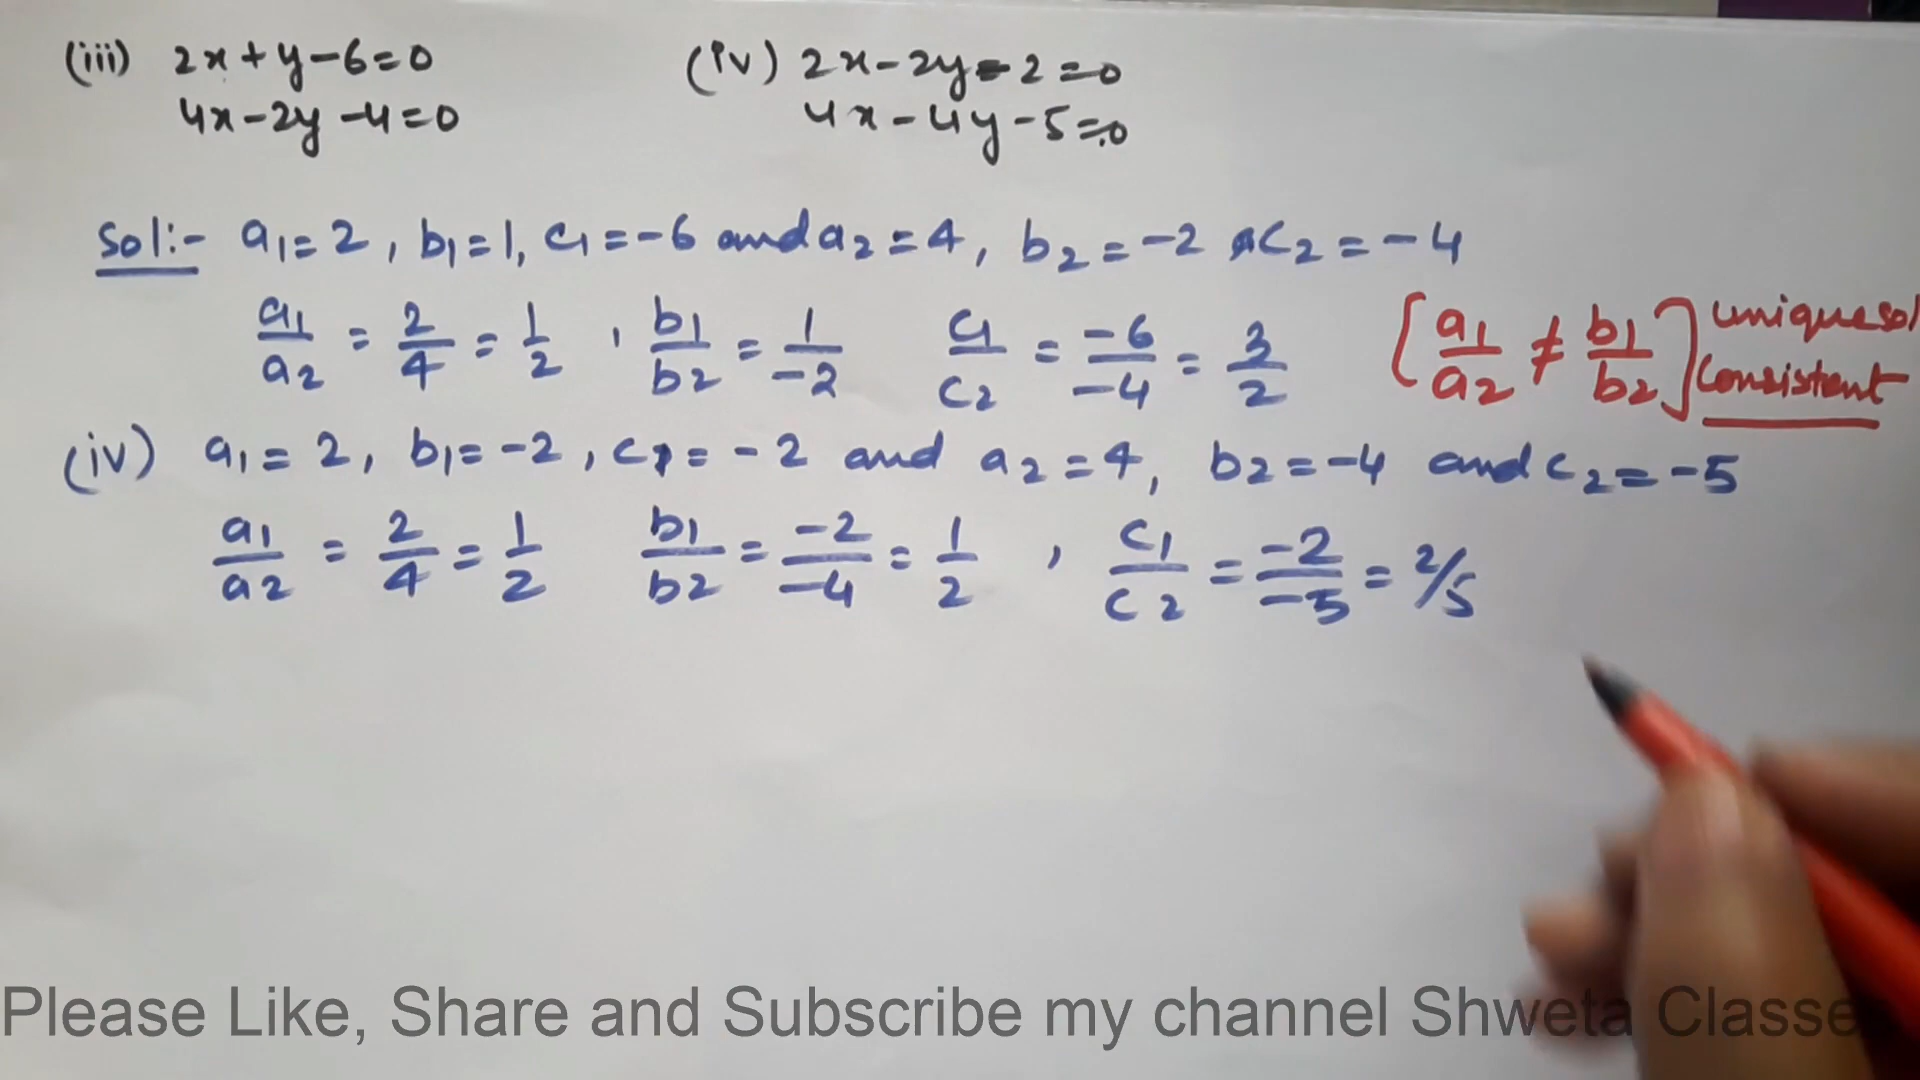 (iii) 2x+y-6=0 (iv) 2x-2y-2=0
4x-2y-4=0 4x-4y-5=0
Sol:- a1=2, b1=1, c1=-6 and a2=4, b2=-2 c2=-4
a1/a2 = 2/4 = 1/2, b1/b2 = 1/-2 c1/c2 = -6/-4 = 3/2 [a1/a2 ≠ b1/b2] unique sol
consistent
(iv) a1=2, b1=-2, c1=-2 and a2=4, b2=-4 and c2=-5
a1/a2 = 2/4 = 1/2 b1/b2 = -2/-4 = 1/2, c1/c2 = -2/-5 = 2/5
Please Like, Share and Subscribe my channel Shweta Classe